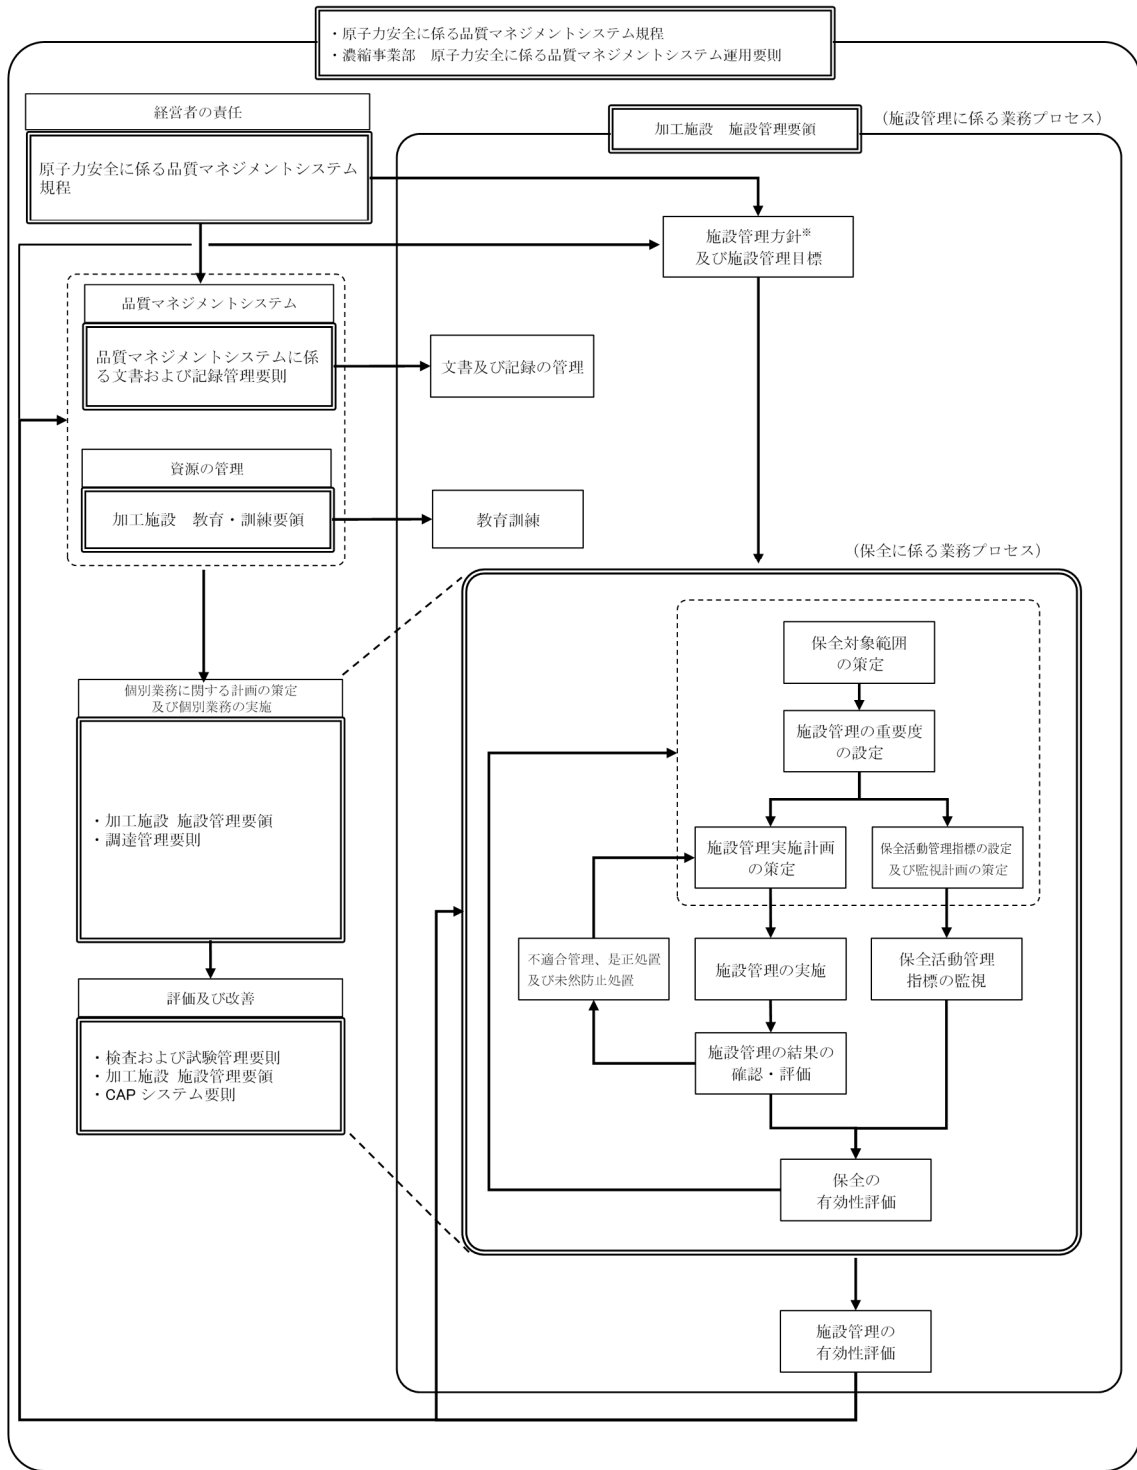 ・原子力安全に係る品質マネジメントシステム規程
・濃縮事業部　原子力安全に係る品質マネジメントシステム運用要則
経営者の責任
原子力安全に係る品質マネジメントシステム
規程
加工施設　施設管理要領
（施設管理に係る業務プロセス）
施設管理方針※
及び施設管理目標
品質マネジメントシステム
品質マネジメントシステムに係
る文書および記録管理要則
文書及び記録の管理
資源の管理
加工施設　教育・訓練要領
教育訓練
（保全に係る業務プロセス）
保全対象範囲
の策定
施設管理の重要度
の設定
施設管理実施計画
の策定
保全活動管理指標の設定
及び監視計画の策定
個別業務に関する計画の策定
及び個別業務の実施
・加工施設 施設管理要領
・調達管理要則
不適合管理、是正処置
及び未然防止処置
施設管理の実施
保全活動管理
指標の監視
評価及び改善
・検査および試験管理要則
・加工施設 施設管理要領
・CAP システム要則
施設管理の結果の
確認・評価
保全の
有効性評価
施設管理の
有効性評価